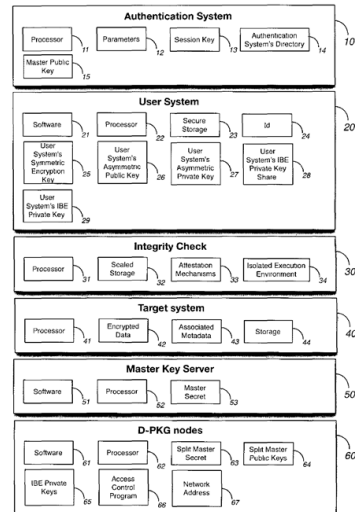 Authentication System
10
Processor
11
Parameters
12
Session Key
13
Authentication
System's Directory
14
Master Public
Key
15
User System
20
Software
21
Processor
22
Secure
Storage
23
Id
24
User
System's
Symmetric
Encryption
Key
25
User
System's
Asymmetric
Public Key
26
User
System's
Asymmetric
Private Key
27
User
System's IBE
Private Key
Share
28
User
System's IBE
Private Key
29
Integrity Check
30
Processor
31
Sealed
Storage
32
Attestation
Mechanisms
33
Isolated Execution
Environment
34
Target system
40
Processor
41
Encrypted
Data
42
Associated
Metadata
43
Storage
44
Master Key Server
50
Software
51
Processor
52
Master
Secret
53
D-PKG nodes
60
Software
61
Processor
62
Split Master
Secret
63
Split Master
Public Keys
64
IBE Private
Keys
65
Access
Control
Program
66
Network
Address
67